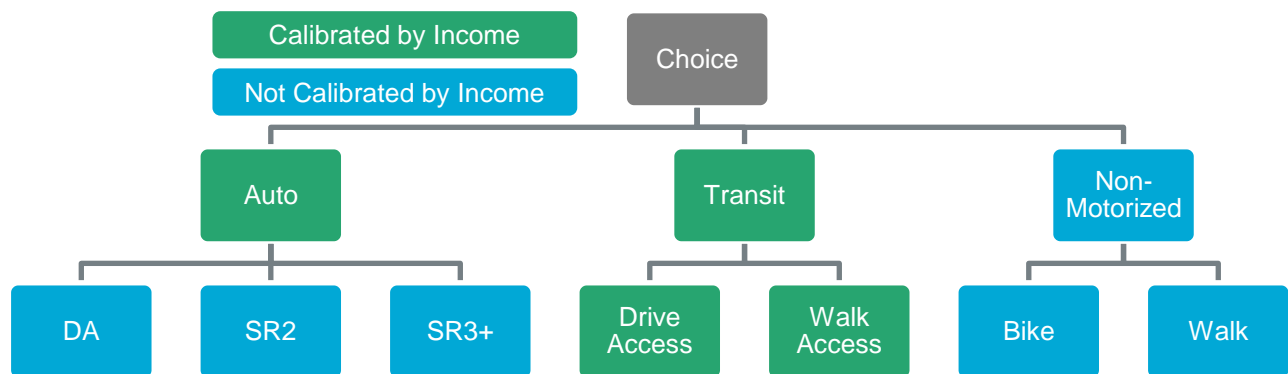 Calibrated by Income
Choice
Not Calibrated by Income
Auto
Transit
Non-
Motorized
DA
SR2
SR3+
Drive
Access
Walk
Access
Bike
Walk